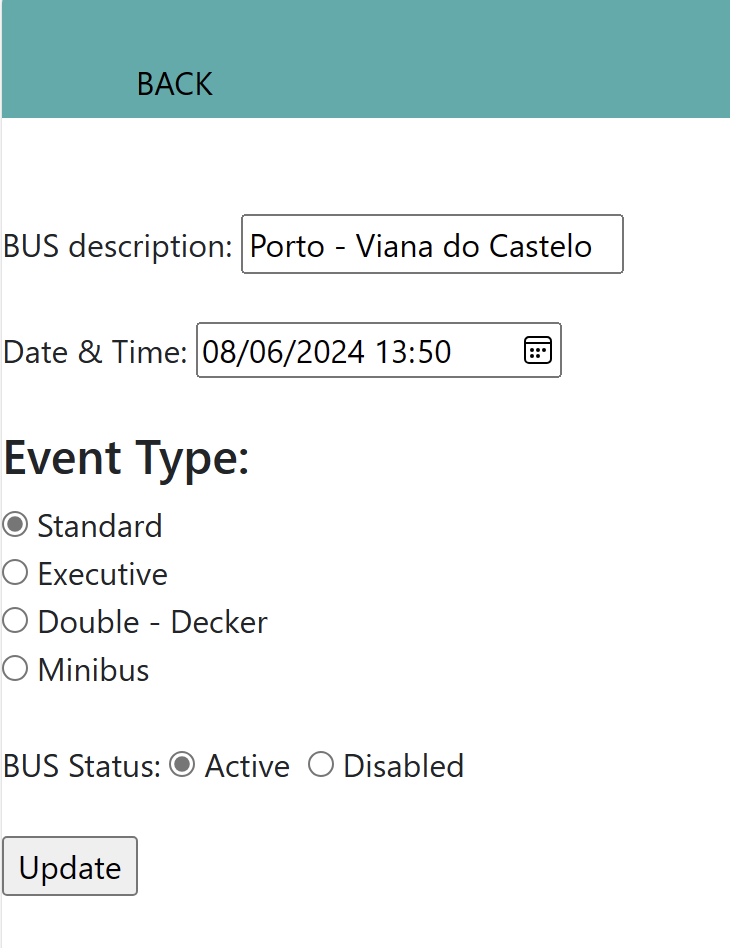 BACK
BUS description: Porto - Viana do Castelo
Date & Time: 08/06/2024 13:50
Event Type:
Standard
Executive
Double - Decker
Minibus
BUS Status: Active Disabled
Update